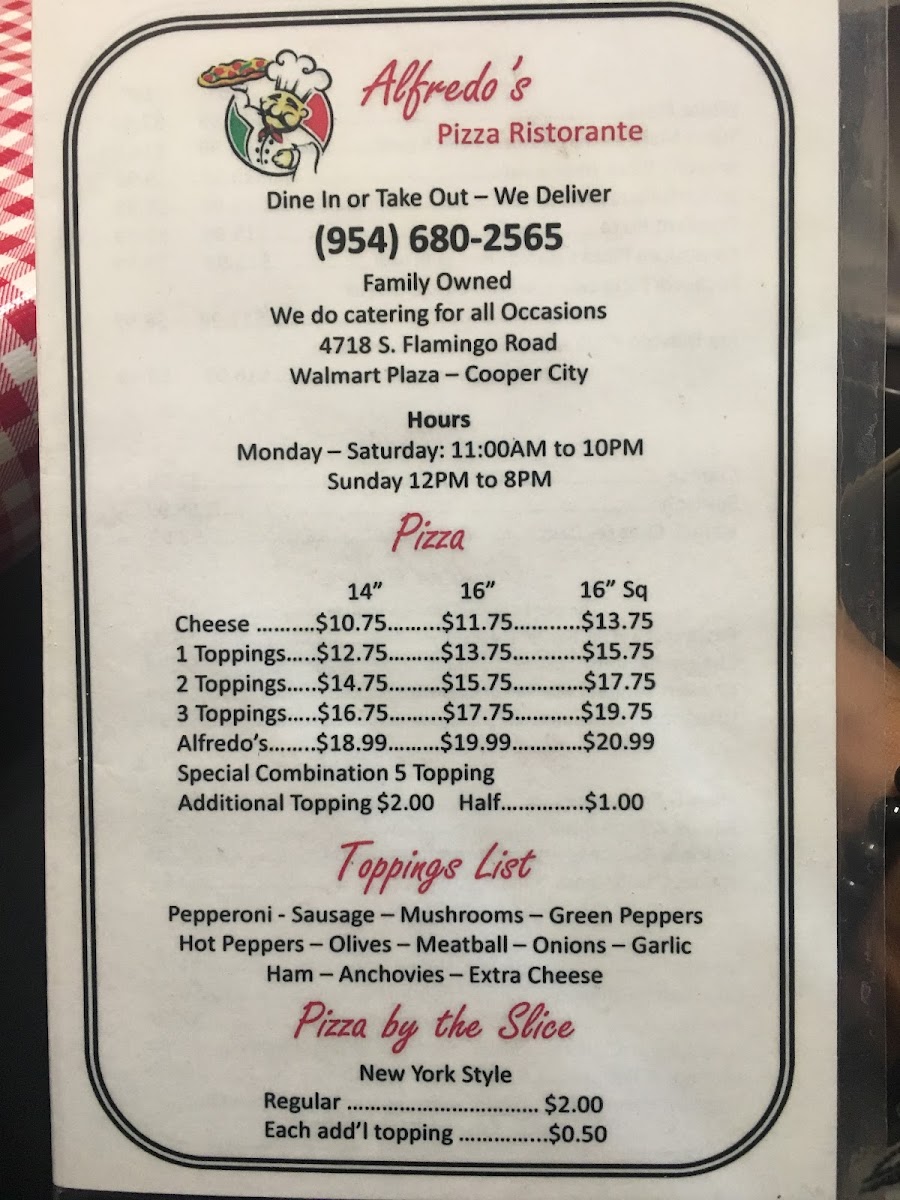 Alfredo's
Pizza Ristorante
Dine In or Take Out – We Deliver
(954) 680-2565
Family Owned
We do catering for all Occasions
4718 S. Flamingo Road
Walmart Plaza – Cooper City
Hours
Monday – Saturday: 11:00AM to 10PM
Sunday 12PM to 8PM
Pizza
14” 16” 16” Sq
Cheese ..........$10.75.........$11.75...........$13.75
1 Toppings.....$12.75.........$13.75...........$15.75
2 Toppings.....$14.75.........$15.75............$17.75
3 Toppings.....$16.75.........$17.75...........$19.75
Alfredo’s........$18.99.........$19.99............$20.99
Special Combination 5 Topping
Additional Topping $2.00 Half..............$1.00
Toppings List
Pepperoni - Sausage – Mushrooms – Green Peppers
Hot Peppers – Olives – Meatball – Onions – Garlic
Ham – Anchovies – Extra Cheese
Pizza by the Slice
New York Style
Regular ................................ $2.00
Each add’l topping ...............$0.50